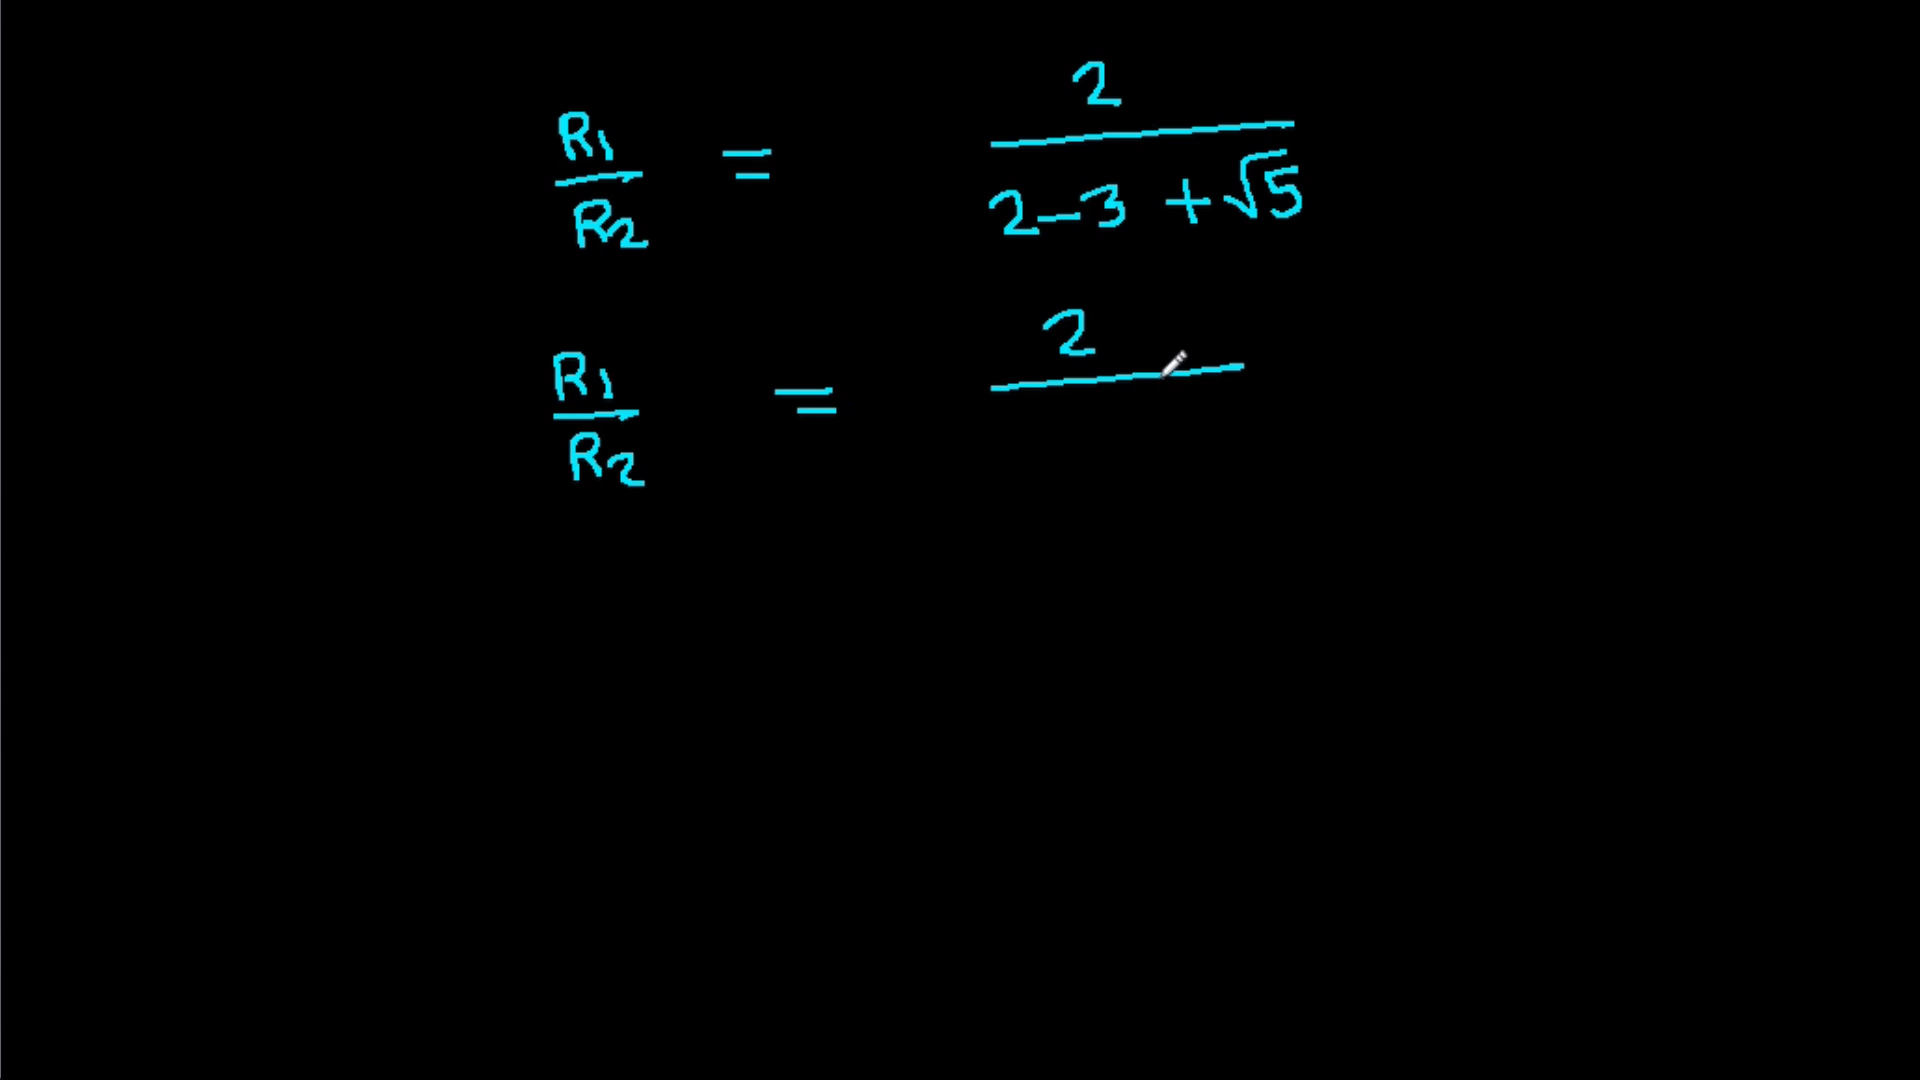 R1/R2 = 2/(2-3+√5)
R1/R2 = 2/